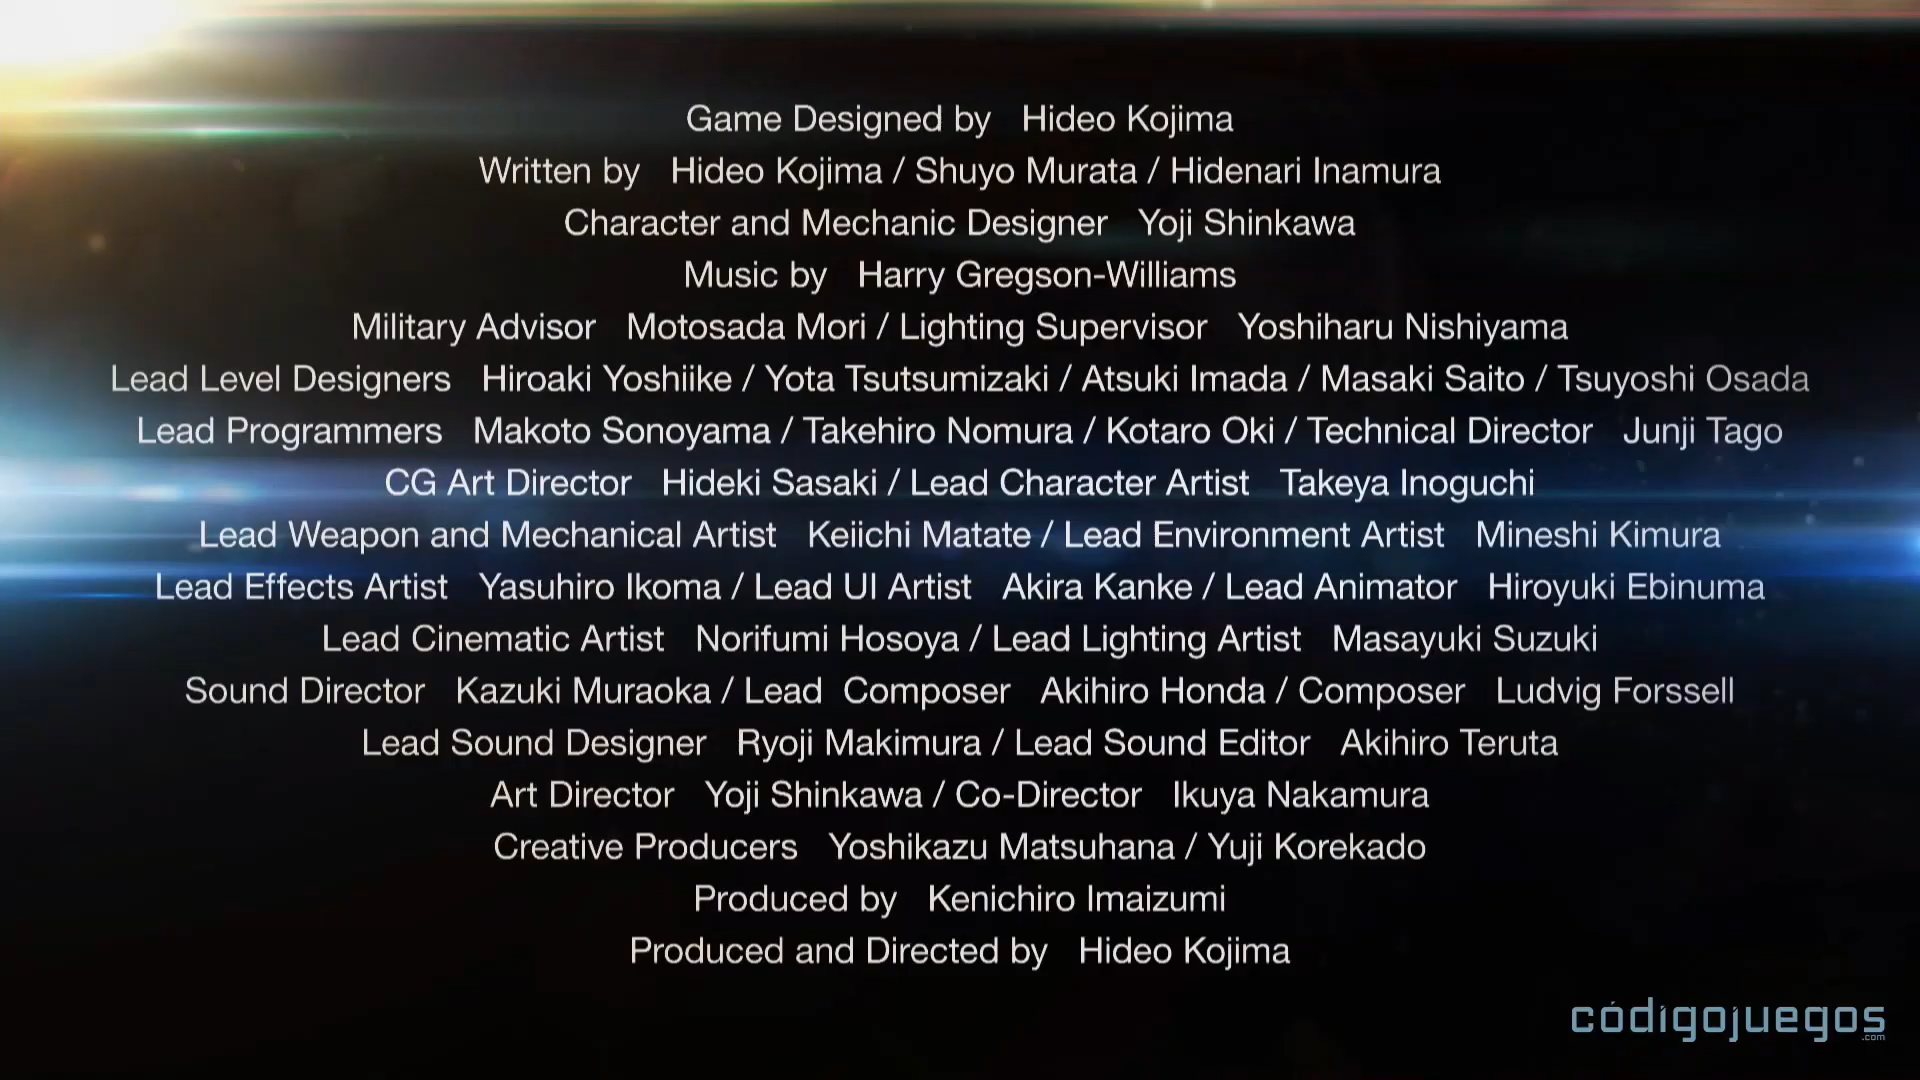 Game Designed by Hideo Kojima
Written by Hideo Kojima / Shuyo Murata / Hidenari Inamura
Character and Mechanic Designer Yoji Shinkawa
Music by Harry Gregson-Williams
Military Advisor Motosada Mori / Lighting Supervisor Yoshiharu Nishiyama
Lead Level Designers Hiroaki Yoshiike / Yota Tsutsumizaki / Atsuki Imada / Masaki Saito / Tsuyoshi Osada
Lead Programmers Makoto Sonoyama / Takehiro Nomura / Kotaro Oki / Technical Director Junji Tago
CG Art Director Hideki Sasaki / Lead Character Artist Takeya Inoguchi
Lead Weapon and Mechanical Artist Keiichi Matate / Lead Environment Artist Mineshi Kimura
Lead Effects Artist Yasuhiro Ikoma / Lead UI Artist Akira Kanke / Lead Animator Hiroyuki Ebinuma
Lead Cinematic Artist Norifumi Hosoya / Lead Lighting Artist Masayuki Suzuki
Sound Director Kazuki Muraoka / Lead Composer Akihiro Honda / Composer Ludvig Forssell
Lead Sound Designer Ryoji Makimura / Lead Sound Editor Akihiro Teruta
Art Director Yoji Shinkawa / Co-Director Ikuya Nakamura
Creative Producers Yoshikazu Matsuhana / Yuji Korekado
Produced by Kenichiro Imaizumi
Produced and Directed by Hideo Kojima
códigojuegos
.com